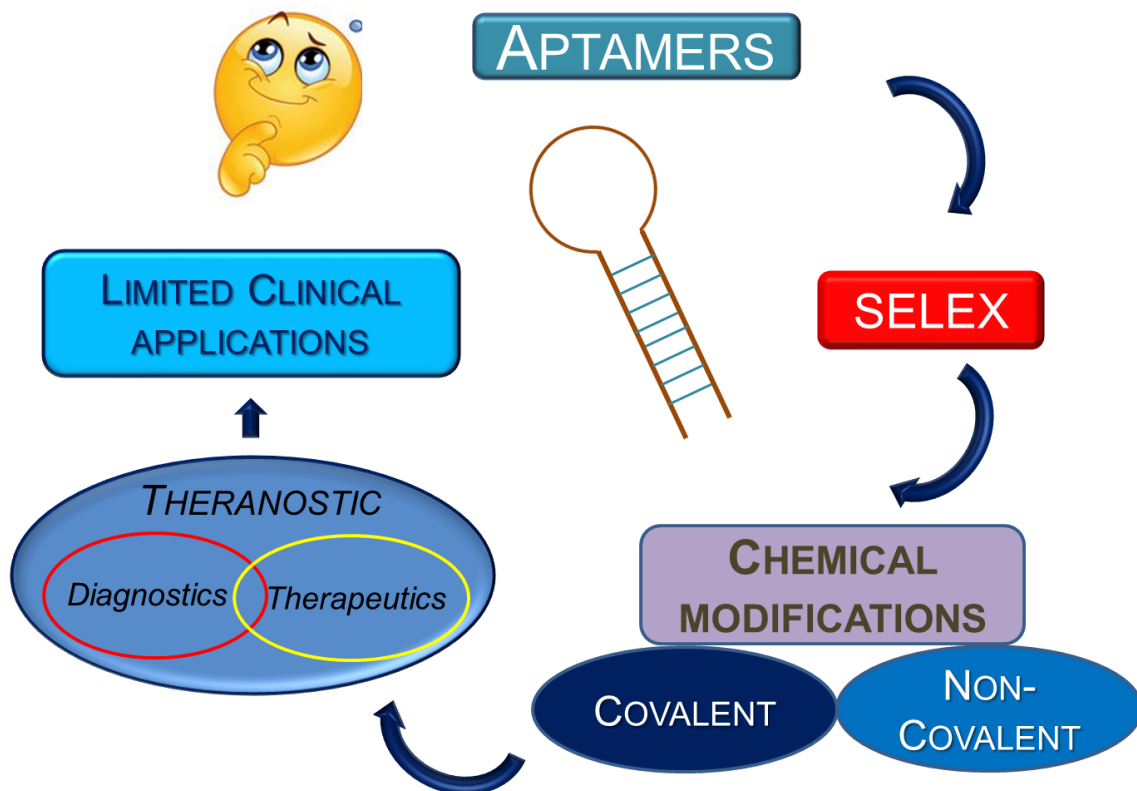 APTAMERS
SELEX
CHEMICAL
MODIFICATIONS
COVALENT
NON-
COVALENT
THERANOSTIC
Diagnostics
Therapeutics
LIMITED CLINICAL
APPLICATIONS